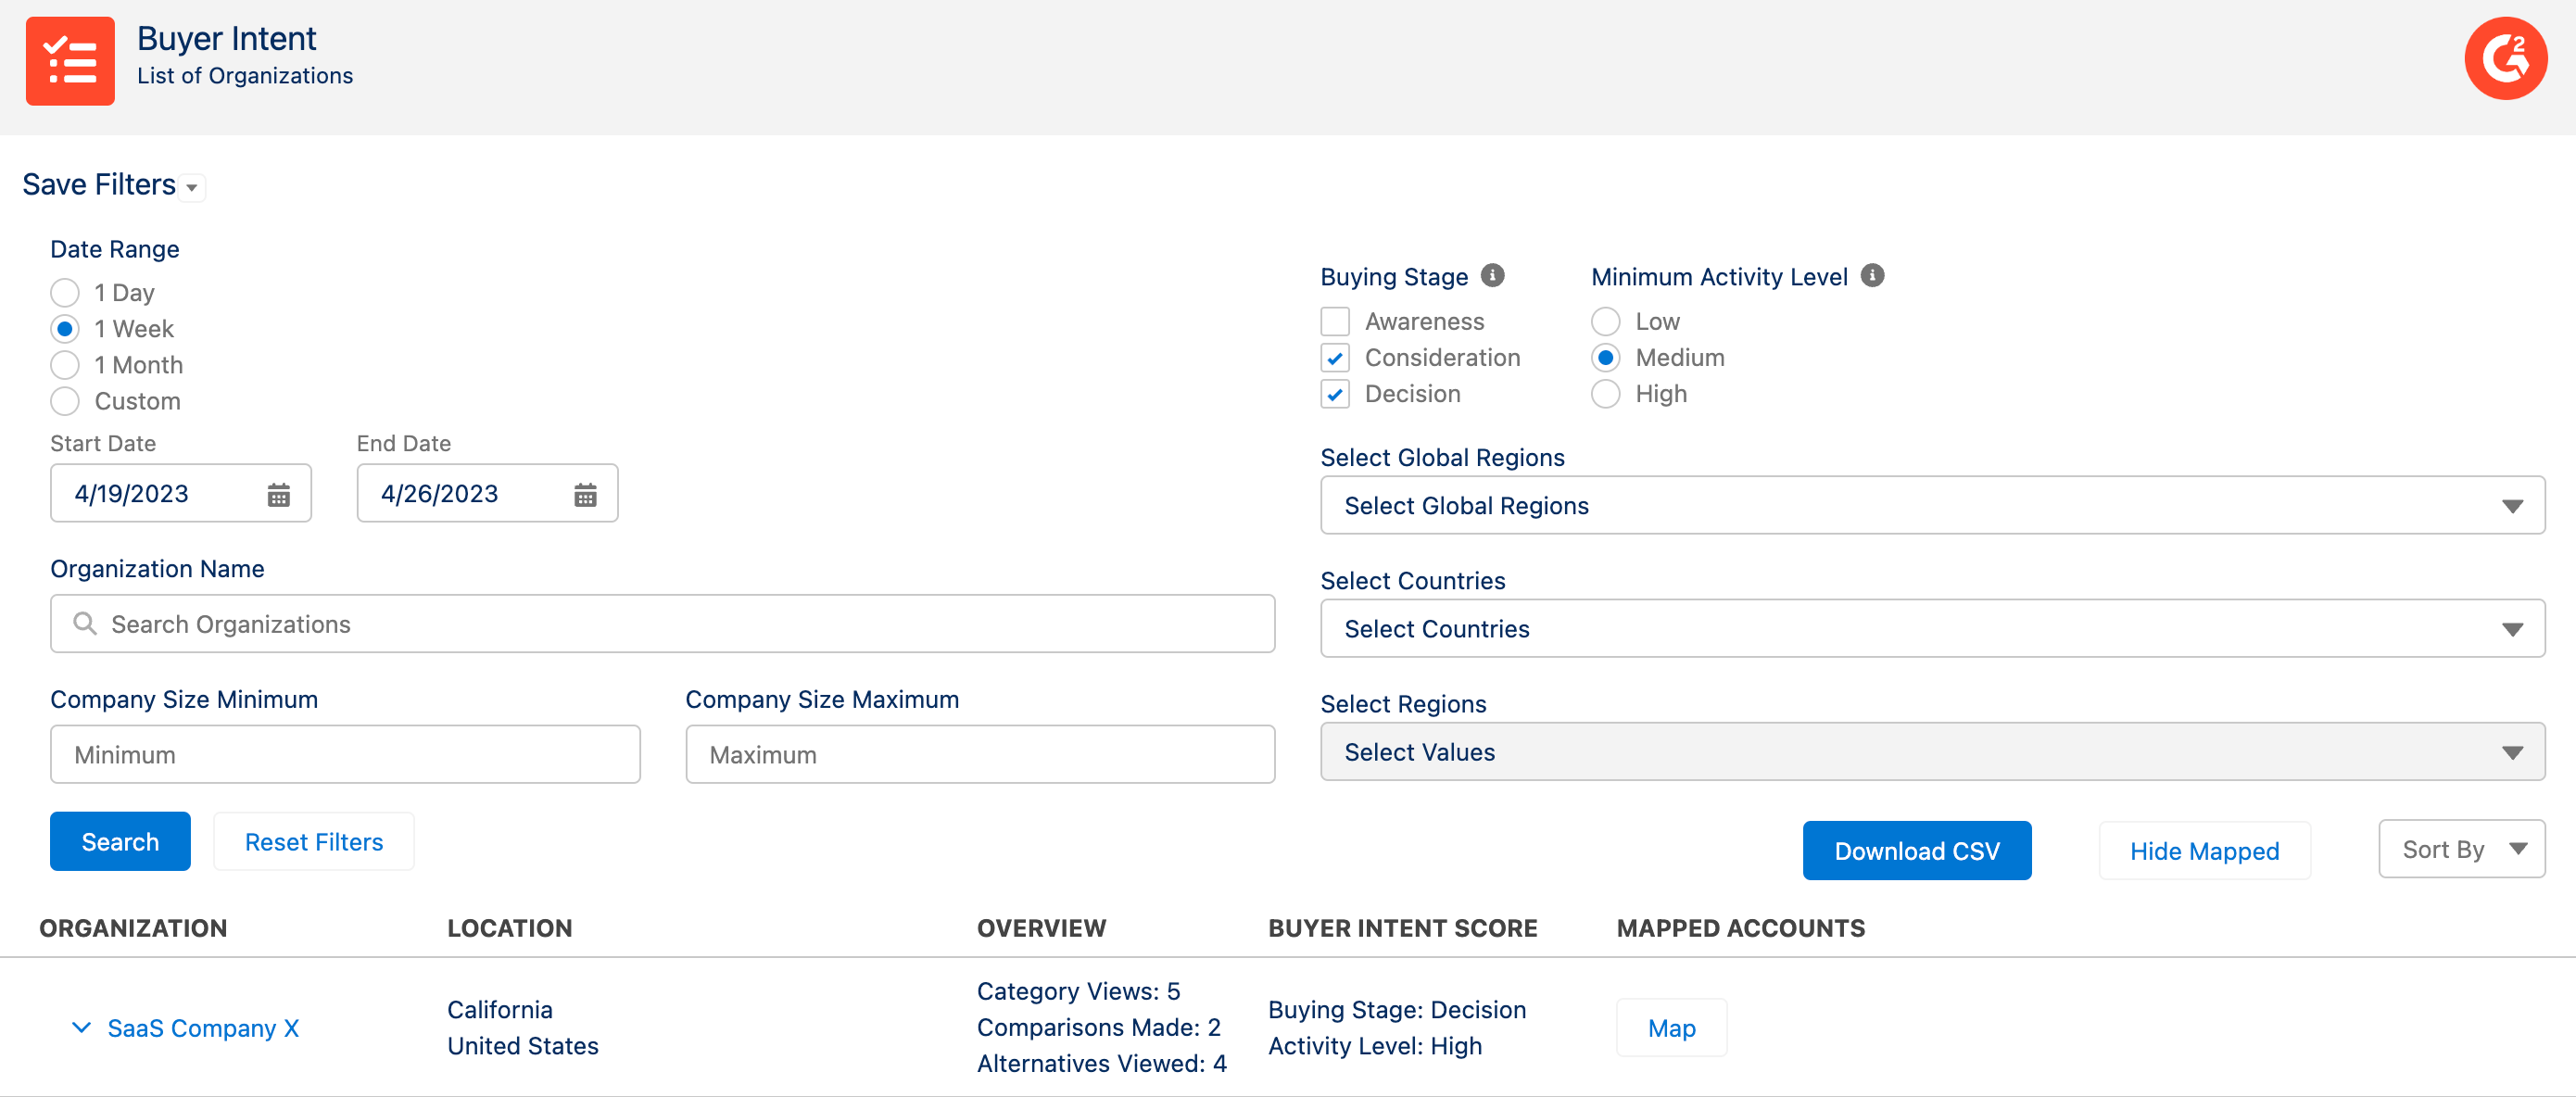 Buyer Intent
List of Organizations
G2
Save Filters
Date Range
1 Day
1 Week
1 Month
Custom
Start Date End Date
4/19/2023 4/26/2023
Organization Name
Search Organizations
Company Size Minimum Company Size Maximum
Minimum Maximum
Search Reset Filters
Buying Stage Minimum Activity Level
Awareness Low
Consideration Medium
Decision High
Select Global Regions
Select Global Regions
Select Countries
Select Countries
Select Regions
Select Values
Download CSV Hide Mapped Sort By
ORGANIZATION LOCATION OVERVIEW BUYER INTENT SCORE MAPPED ACCOUNTS
SaaS Company X
California
United States
Category Views: 5
Comparisons Made: 2
Alternatives Viewed: 4
Buying Stage: Decision
Activity Level: High
Map